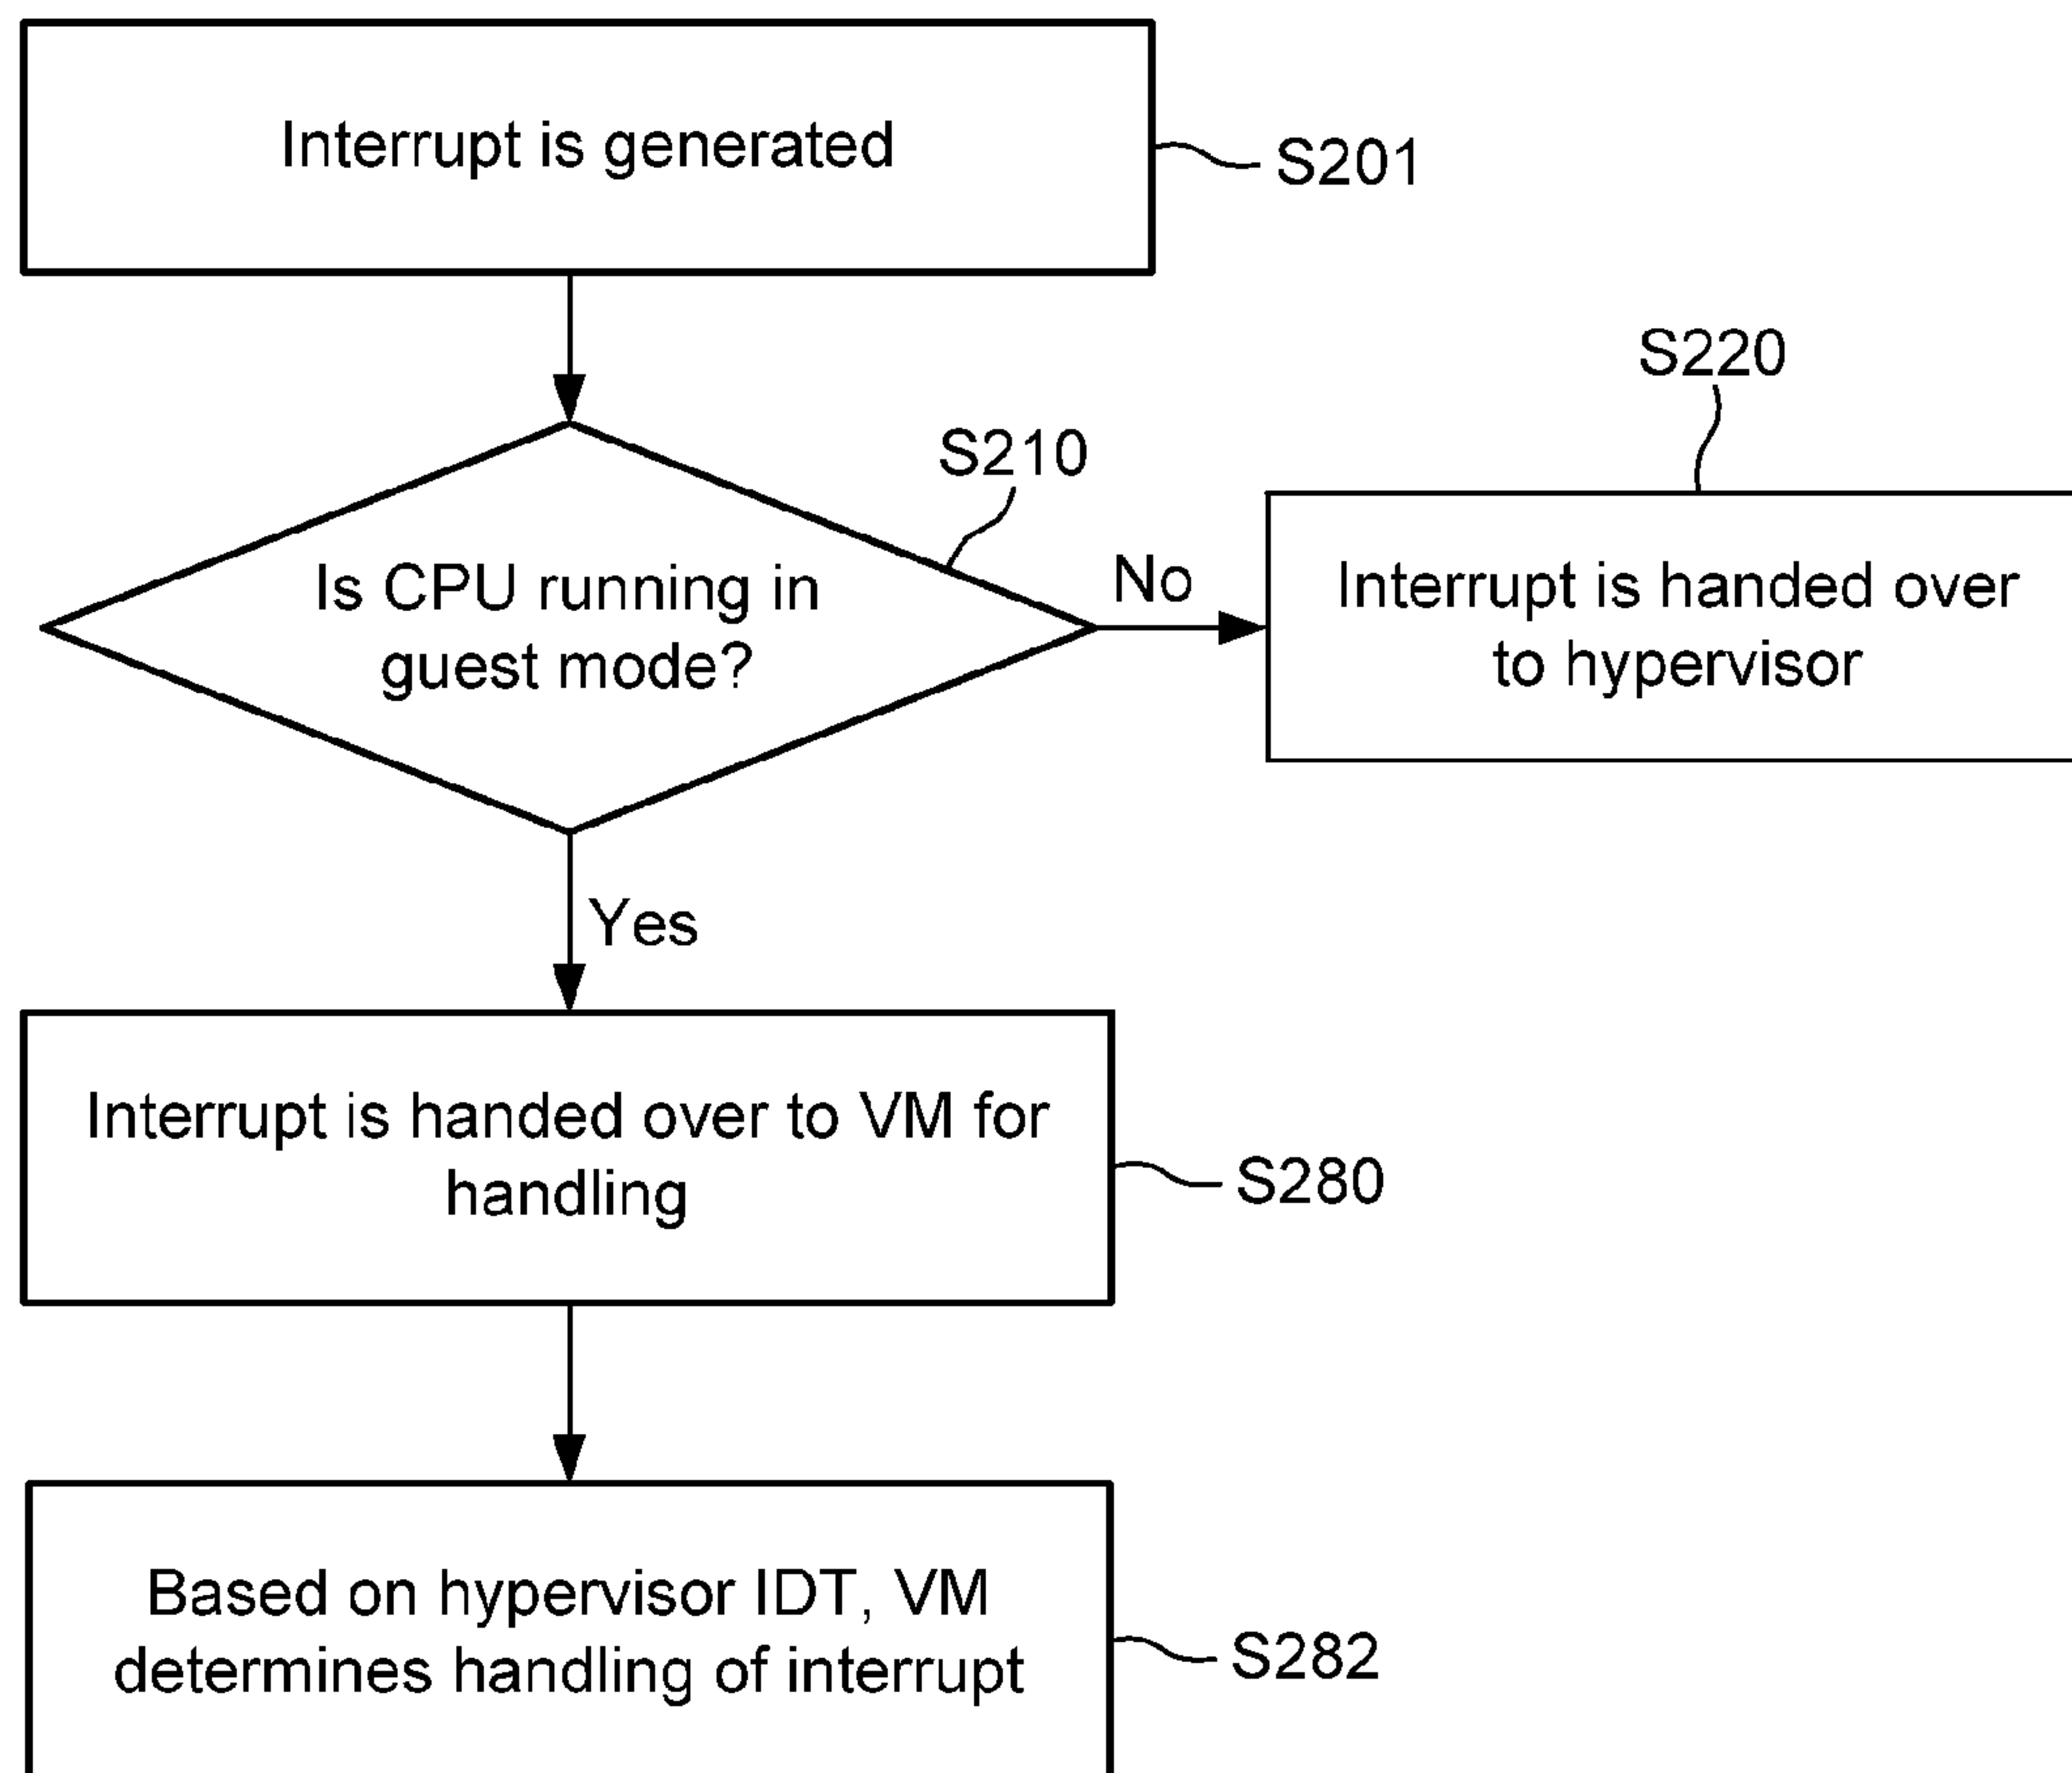 Interrupt is generated
S201
S220
S210
Is CPU running in
guest mode?
No
Interrupt is handed over
to hypervisor
Yes
Interrupt is handed over to VM for
handling
S280
Based on hypervisor IDT, VM
determines handling of interrupt
S282